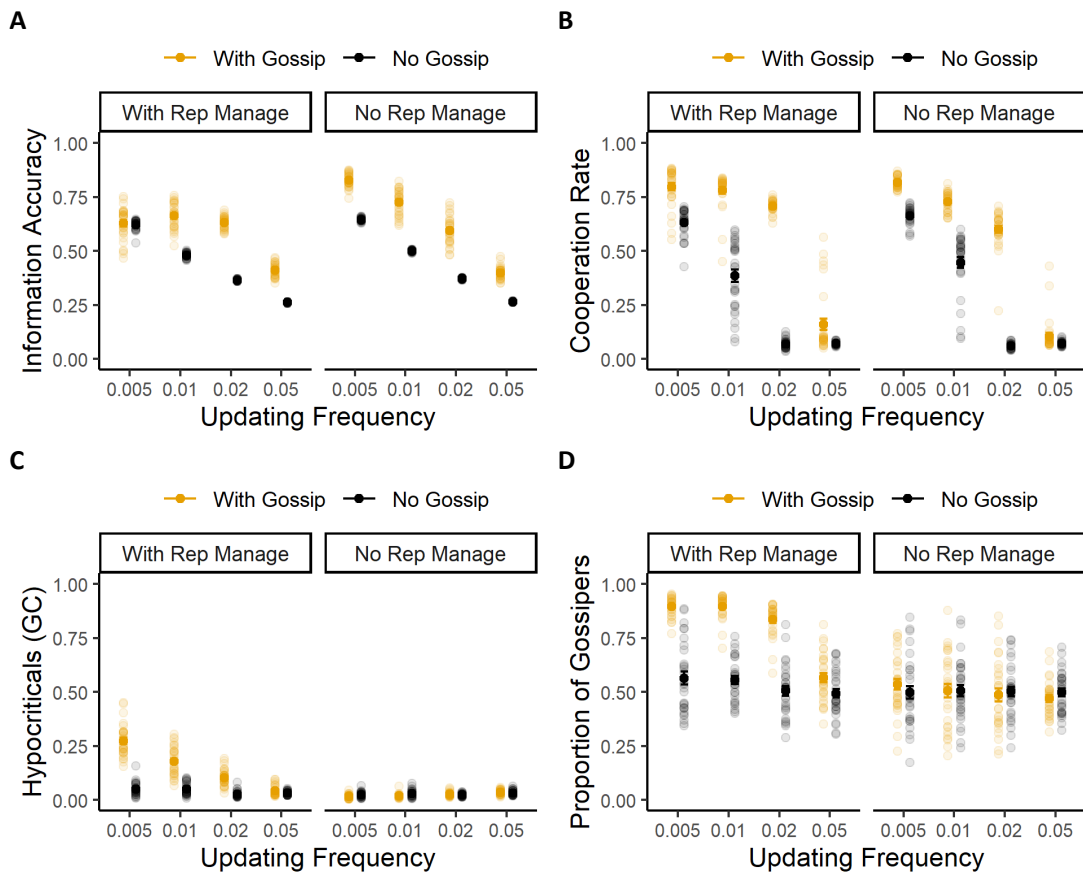 A
With Gossip No Gossip
With Rep Manage No Rep Manage
Information Accuracy
1.00
0.75
0.50
0.25
0.00
0.005 0.01 0.02 0.05 0.005 0.01 0.02 0.05
Updating Frequency
B
With Gossip No Gossip
With Rep Manage No Rep Manage
Cooperation Rate
1.00
0.75
0.50
0.25
0.00
0.005 0.01 0.02 0.05 0.005 0.01 0.02 0.05
Updating Frequency
C
With Gossip No Gossip
With Rep Manage No Rep Manage
Hypocriticals (GC)
1.00
0.75
0.50
0.25
0.00
0.005 0.01 0.02 0.05 0.005 0.01 0.02 0.05
Updating Frequency
D
With Gossip No Gossip
With Rep Manage No Rep Manage
Proportion of Gossipers
1.00
0.75
0.50
0.25
0.00
0.005 0.01 0.02 0.05 0.005 0.01 0.02 0.05
Updating Frequency